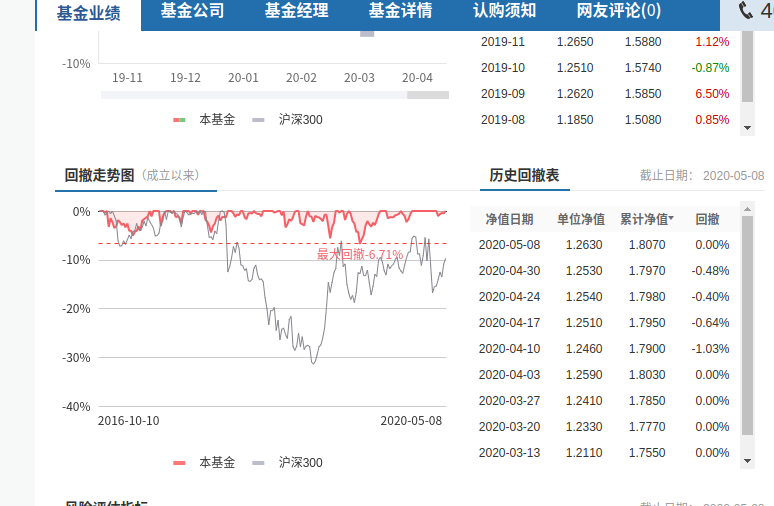 基金业绩 基金公司 基金经理 基金详情 认购须知 网友评论(0)
2019-11 1.2650 1.5880 1.12%
-10%
2019-10 1.2510 1.5740 -0.87%
19-11 19-12 20-01 20-02 20-03 20-04
2019-09 1.2620 1.5850 6.50%
本基金 沪深300
2019-08 1.1850 1.5080 0.85%
回撤走势图（成立以来）
历史回撤表 截止日期： 2020-05-08
0%
-10%
-20%
-30%
-40%
最大回撤-6.71%
2016-10-10 2020-05-08
本基金 沪深300
净值日期 单位净值 累计净值 回撤
2020-05-08 1.2630 1.8070 0.00%
2020-04-30 1.2530 1.7970 -0.48%
2020-04-24 1.2540 1.7980 -0.40%
2020-04-17 1.2510 1.7950 -0.64%
2020-04-10 1.2460 1.7900 -1.03%
2020-04-03 1.2590 1.8030 0.00%
2020-03-27 1.2410 1.7850 0.00%
2020-03-20 1.2330 1.7770 0.00%
2020-03-13 1.2110 1.7550 0.00%